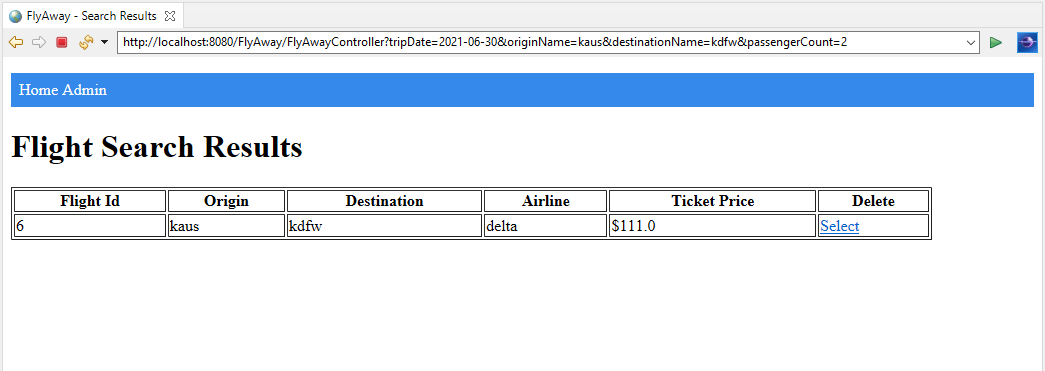 FlyAway - Search Results
http://localhost:8080/FlyAway/FlyAwayController?tripDate=2021-06-30&originName=kaus&destinationName=kdfw&passengerCount=2
Home Admin
Flight Search Results
Flight Id Origin Destination Airline Ticket Price Delete
6 kaus kdfw delta $111.0 Select